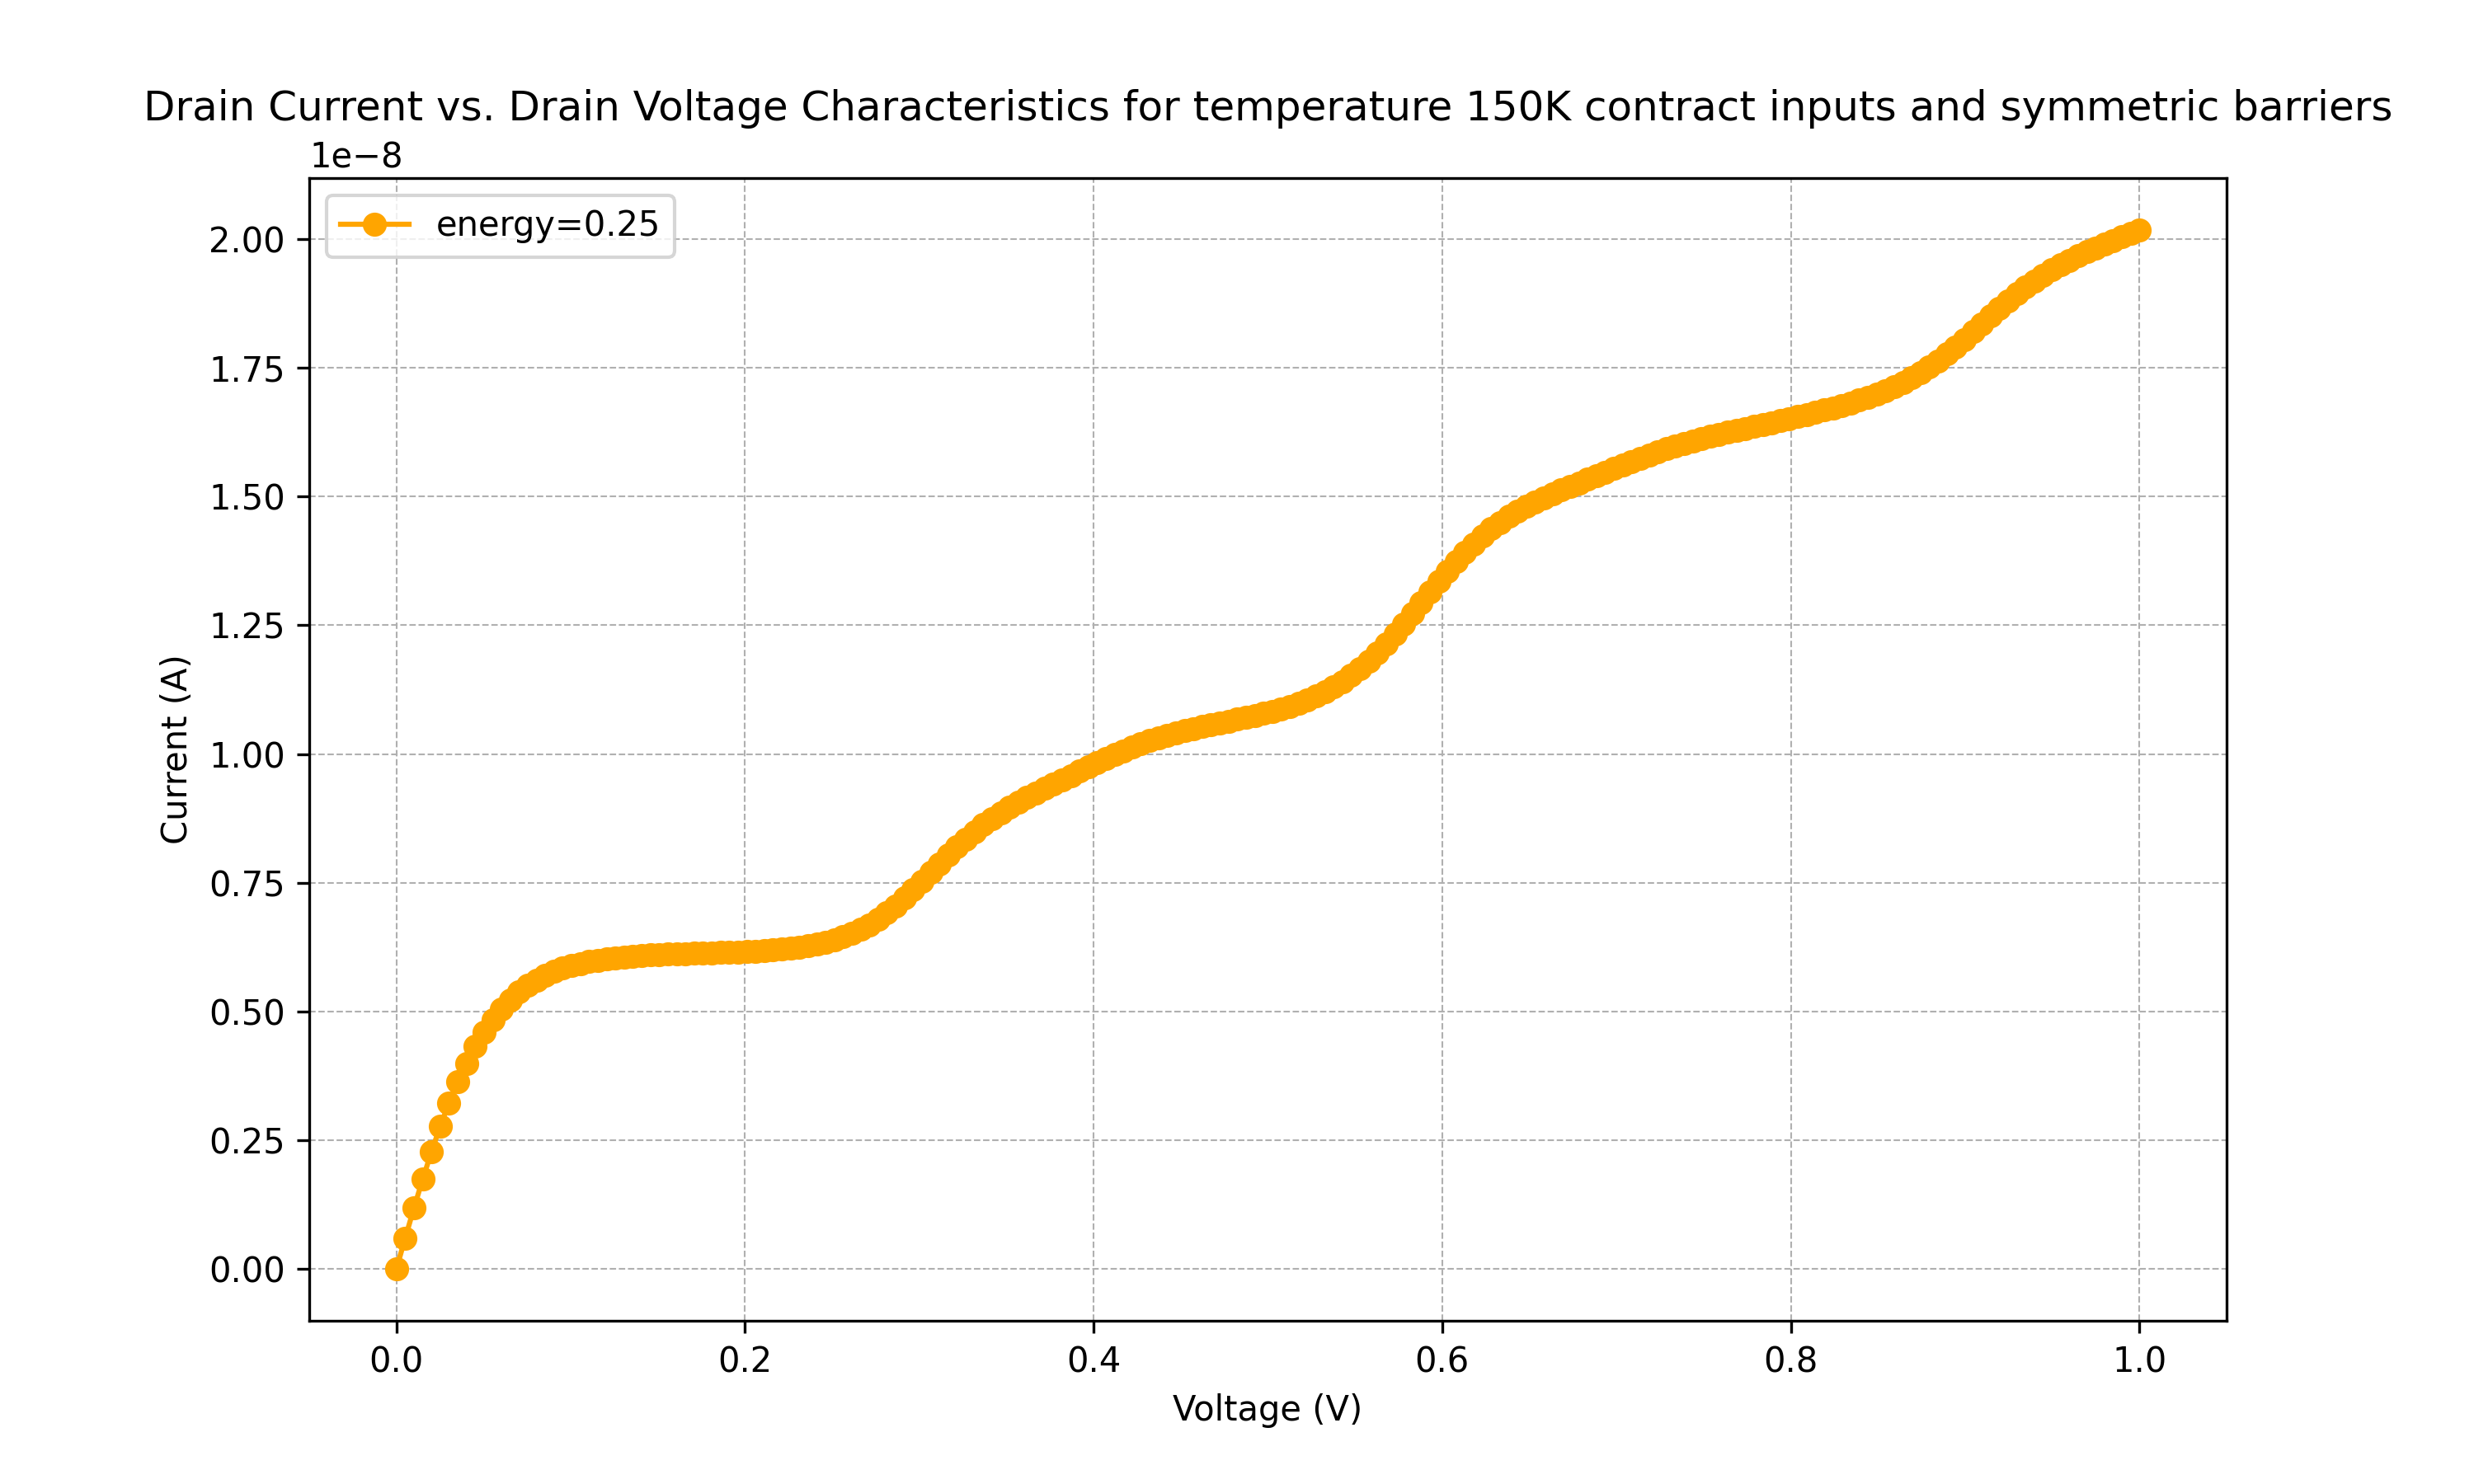 Drain Current vs. Drain Voltage Characteristics for temperature 150K contract inputs and symmetric barriers
1e−8
energy=0.25
2.00
1.75
1.50
1.25
1.00
0.75
0.50
0.25
0.00
Current (A)
0.0 0.2 0.4 0.6 0.8 1.0
Voltage (V)